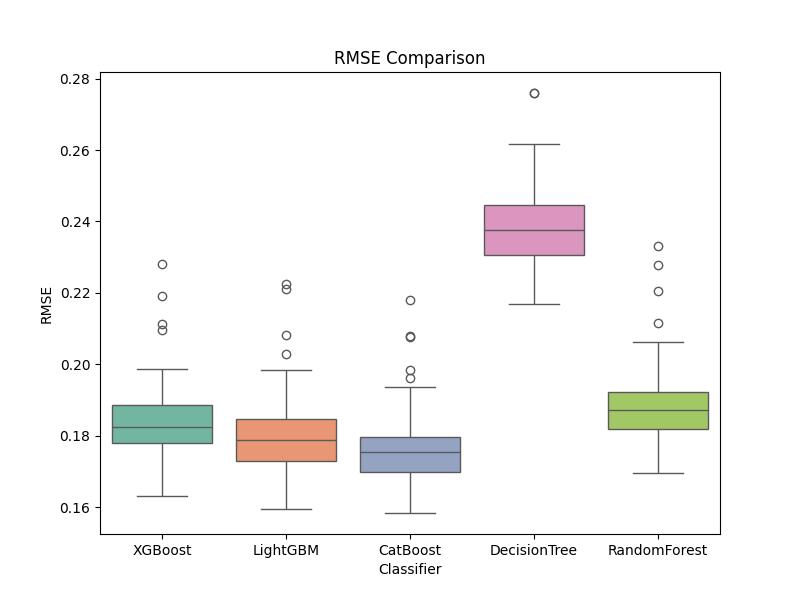 RMSE Comparison
0.28
0.26
0.24
0.22
0.20
0.18
0.16
RMSE
XGBoost LightGBM CatBoost DecisionTree RandomForest
Classifier